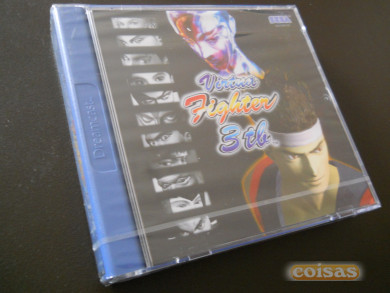 SEGA
Virtua
Fighter
3tb
Dreamcast
coisas